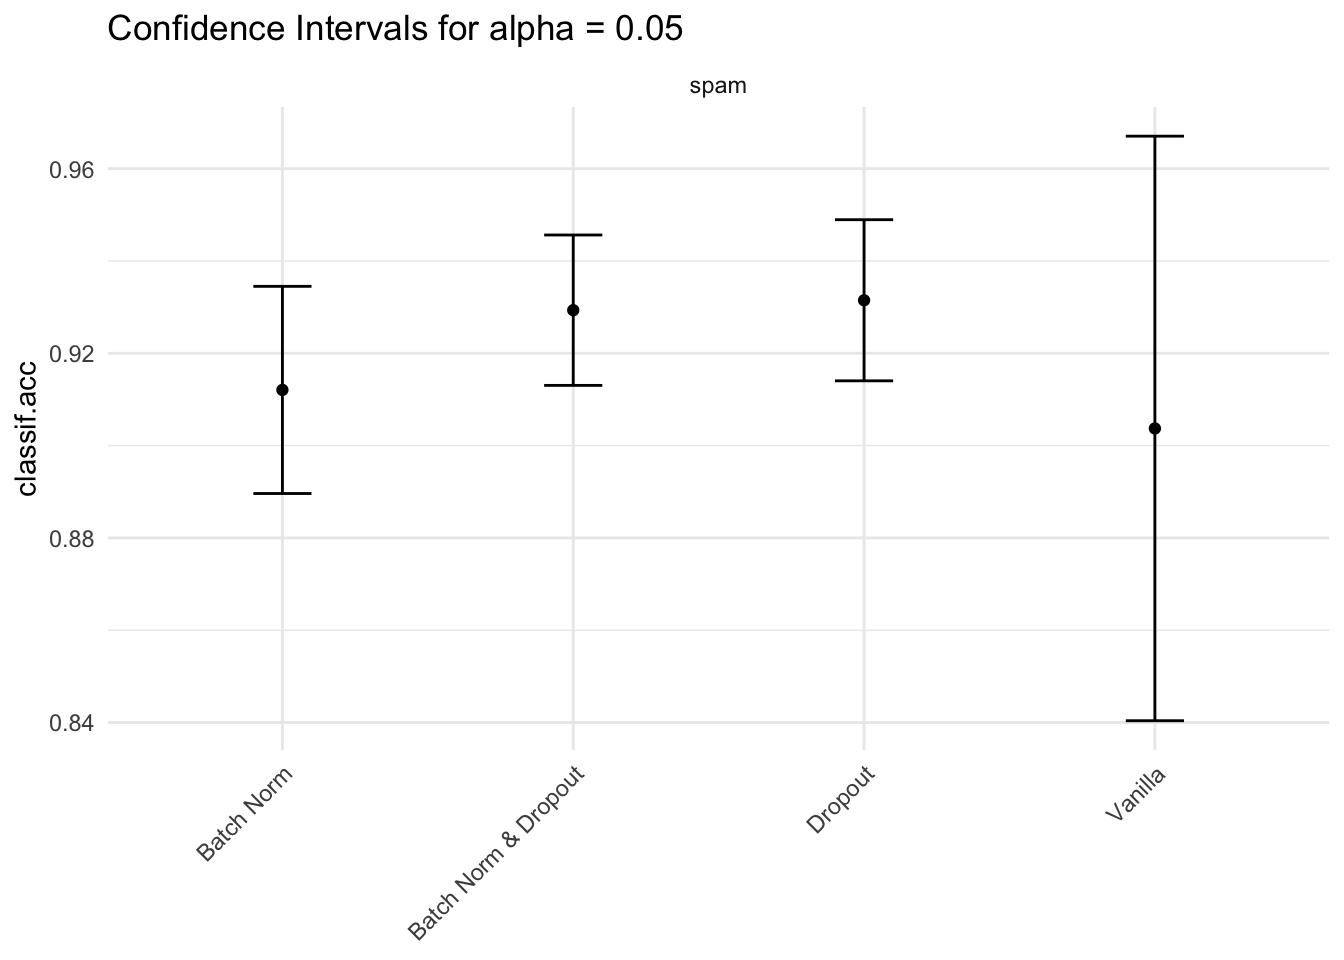 Confidence Intervals for alpha = 0.05
spam
classif.acc
0.96
0.92
0.88
0.84
Batch Norm
Batch Norm & Dropout
Dropout
Vanilla